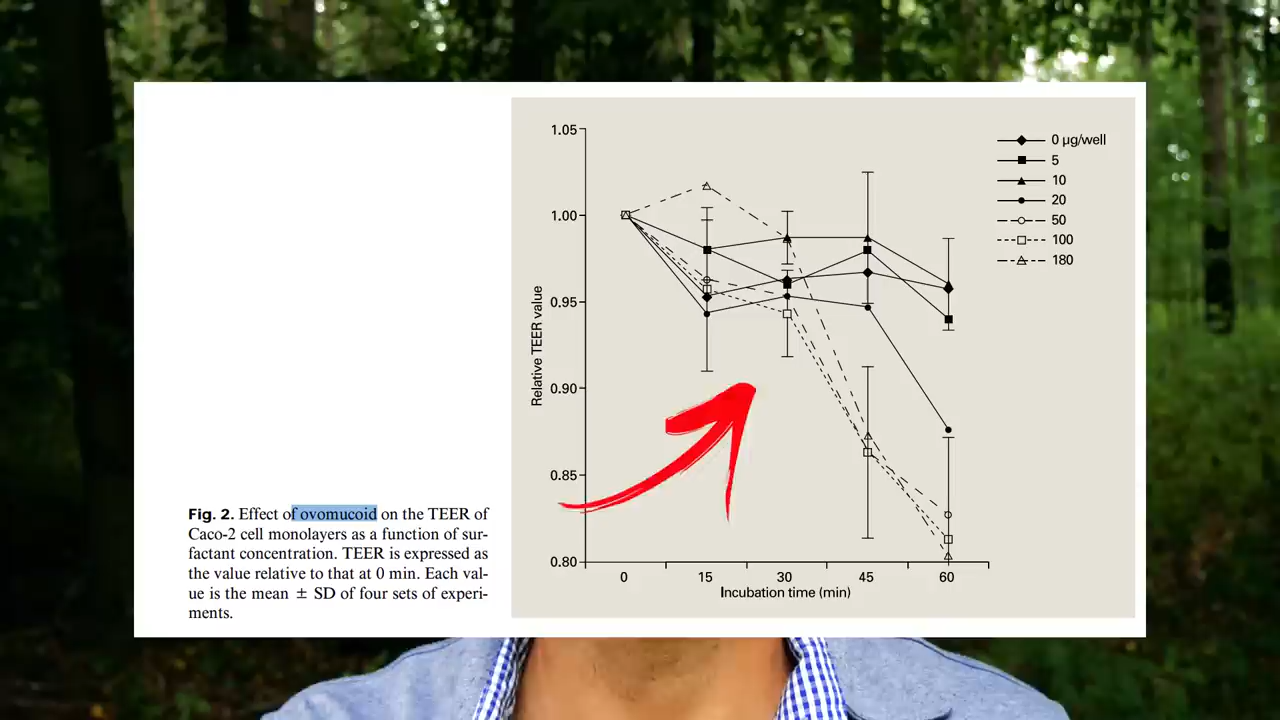 Fig. 2. Effect of ovomucoid on the TEER of
Caco-2 cell monolayers as a function of sur-
factant concentration. TEER is expressed as
the value relative to that at 0 min. Each val-
ue is the mean ± SD of four sets of experi-
ments.
1.05
1.00
0.95
0.90
0.85
0.80
Relative TEER value
0
15
30
45
60
Incubation time (min)
0 µg/well
5
10
20
50
100
180